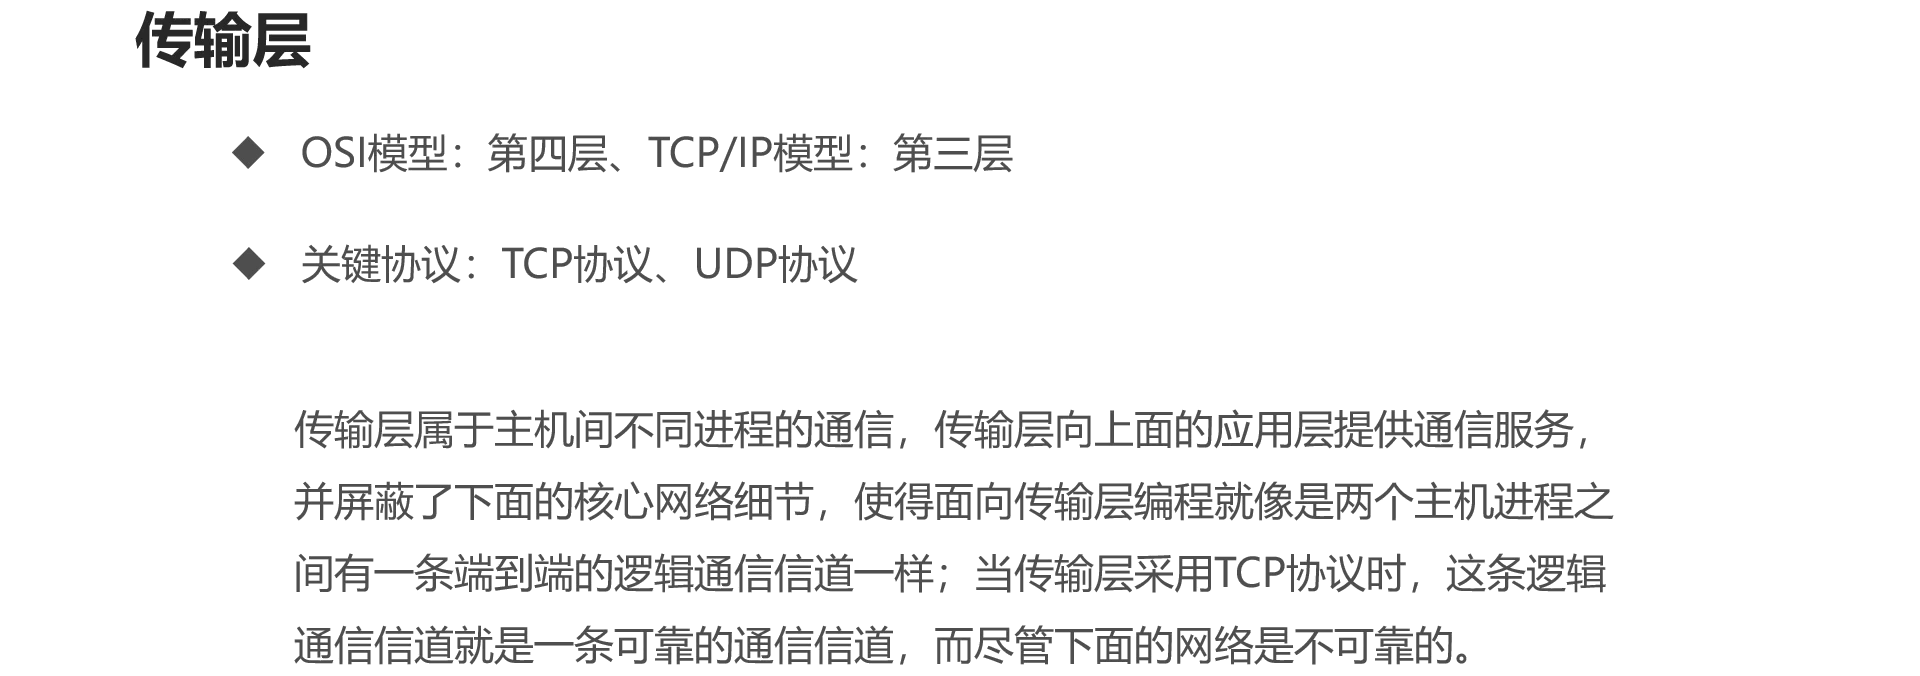 传输层
◆ OSI模型：第四层、TCP/IP模型：第三层
◆ 关键协议：TCP协议、UDP协议
传输层属于主机间不同进程的通信，传输层向上面的应用层提供通信服务，
并屏蔽了下面的核心网络细节，使得面向传输层编程就像是两个主机进程之
间有一条端到端的逻辑通信信道一样；当传输层采用TCP协议时，这条逻辑
通信信道就是一条可靠的通信信道，而尽管下面的网络是不可靠的。